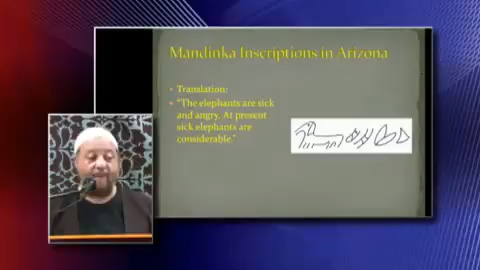 Mandinka Inscriptions in Arizona
Translation:
"The elephants are sick
and angry. At present
sick elephants are
considerable."